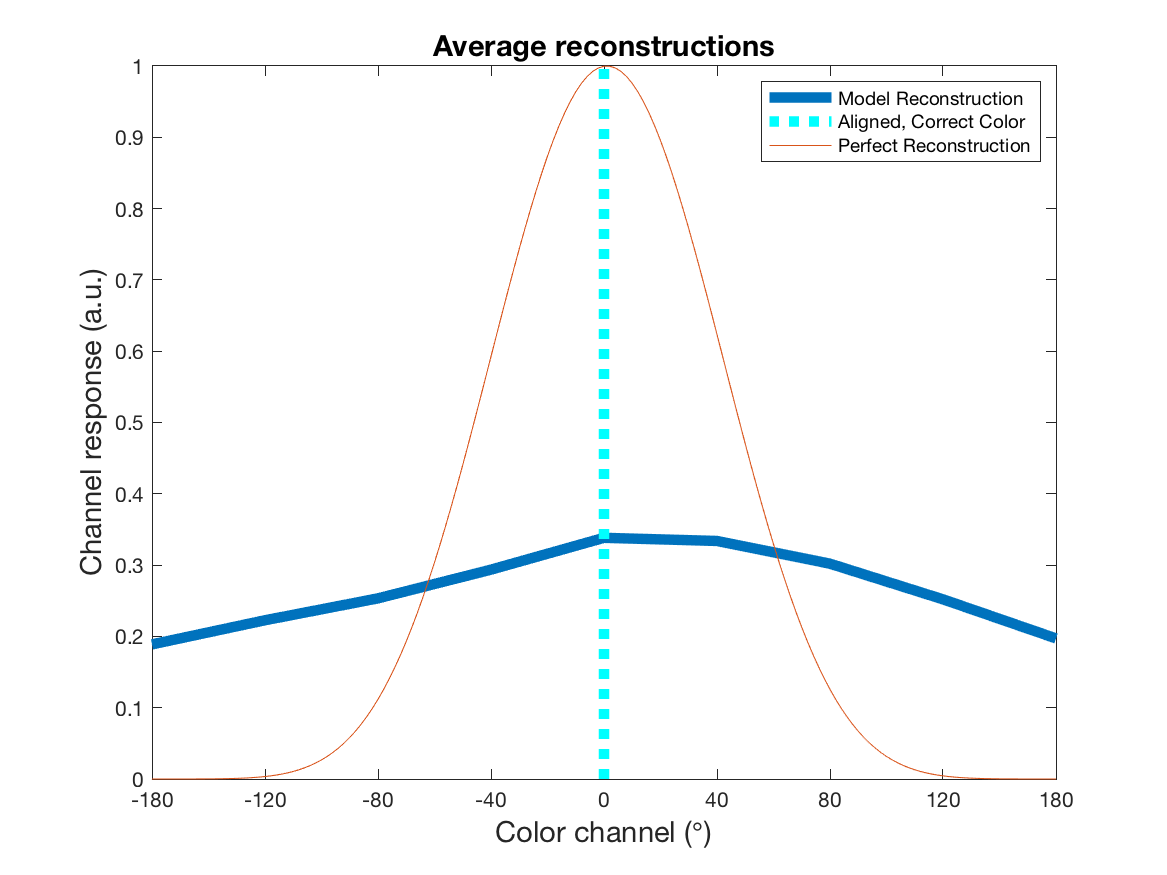 Average reconstructions
Model Reconstruction
Aligned, Correct Color
Perfect Reconstruction
Channel response (a.u.)
1
0.9
0.8
0.7
0.6
0.5
0.4
0.3
0.2
0.1
0
-180 -120 -80 -40 0 40 80 120 180
Color channel (°)